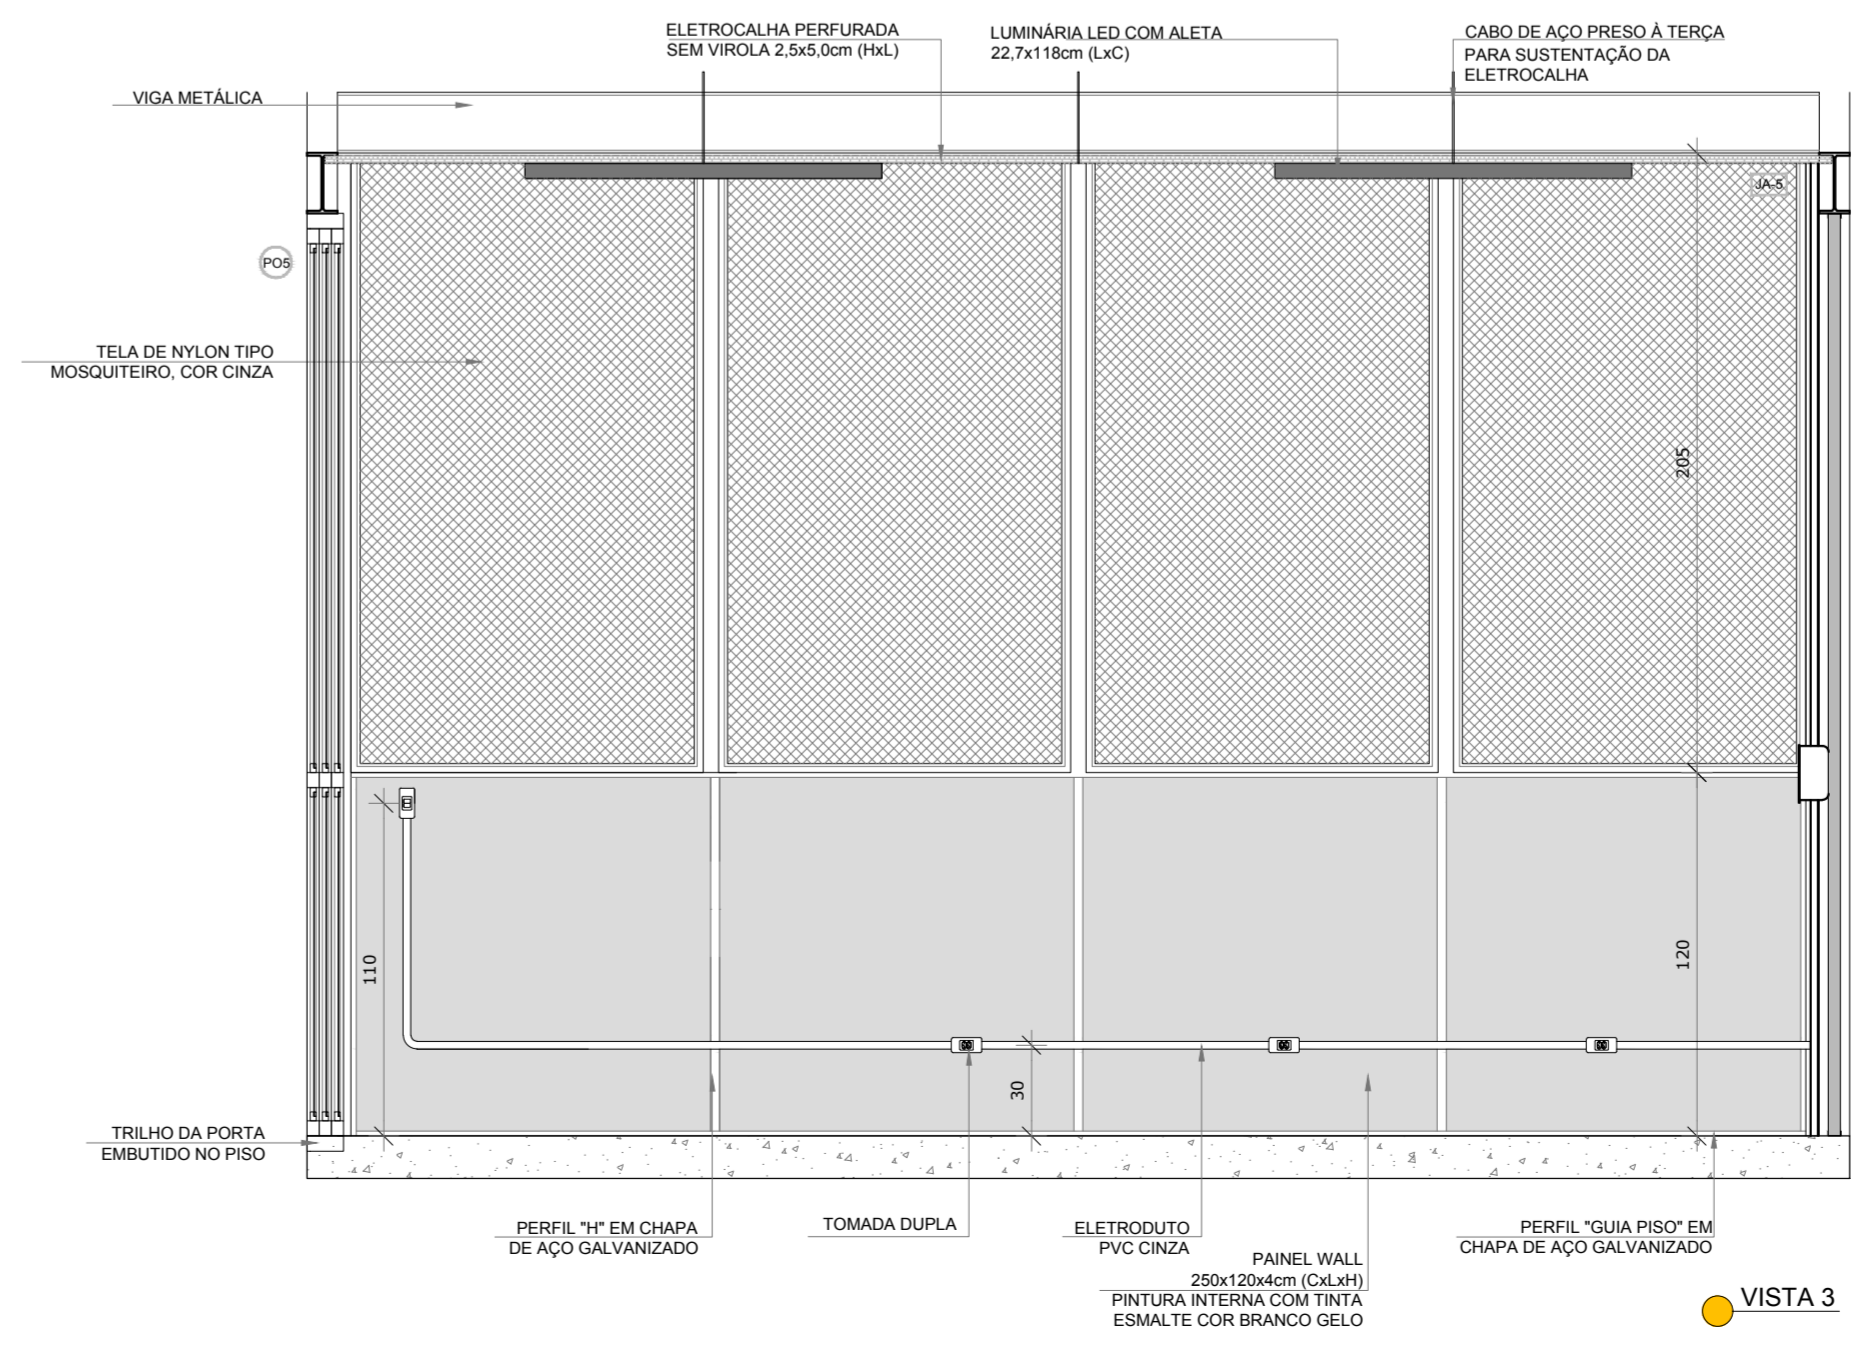 ELETROCALHA PERFURADA
SEM VIROLA 2,5x5,0cm (HxL)
LUMINÁRIA LED COM ALETA
22,7x118cm (LxC)
CABO DE AÇO PRESO À TERÇA
PARA SUSTENTAÇÃO DA
ELETROCALHA
VIGA METÁLICA
JA-5
PO5
TELA DE NYLON TIPO
MOSQUITEIRO, COR CINZA
205
110
120
30
TRILHO DA PORTA
EMBUTIDO NO PISO
PERFIL "H" EM CHAPA
DE AÇO GALVANIZADO
TOMADA DUPLA
ELETRODUTO
PVC CINZA
PAINEL WALL
250x120x4cm (CxLxH)
PINTURA INTERNA COM TINTA
ESMALTE COR BRANCO GELO
PERFIL "GUIA PISO" EM
CHAPA DE AÇO GALVANIZADO
VISTA 3